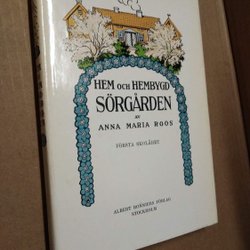 HEM OCH HEMBYGD
SÖRGÅRDEN
AV
ANNA MARIA ROOS
FÖRSTA SKOLÅRET
ALBERT BONNIERS FÖRLAG
STOCKHOLM